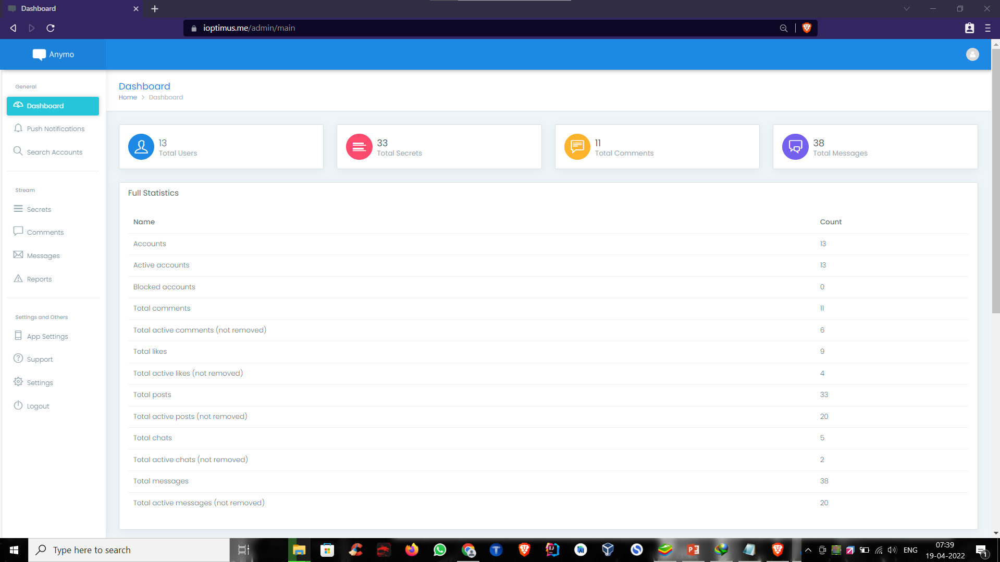 Dashboard
ioptimus.me/admin/main
Anymo
General
Dashboard
Push Notifications
Search Accounts
Stream
Secrets
Comments
Messages
Reports
Settings and Others
App Settings
Support
Settings
Logout
Dashboard
Home > Dashboard
13
Total Users
33
Total Secrets
11
Total Comments
38
Total Messages
Full Statistics
Name Count
Accounts 13
Active accounts 13
Blocked accounts 0
Total comments 11
Total active comments (not removed) 6
Total likes 9
Total active likes (not removed) 4
Total posts 33
Total active posts (not removed) 20
Total chats 5
Total active chats (not removed) 2
Total messages 38
Total active messages (not removed) 20
Type here to search
ENG
07:39
19-04-2022
1